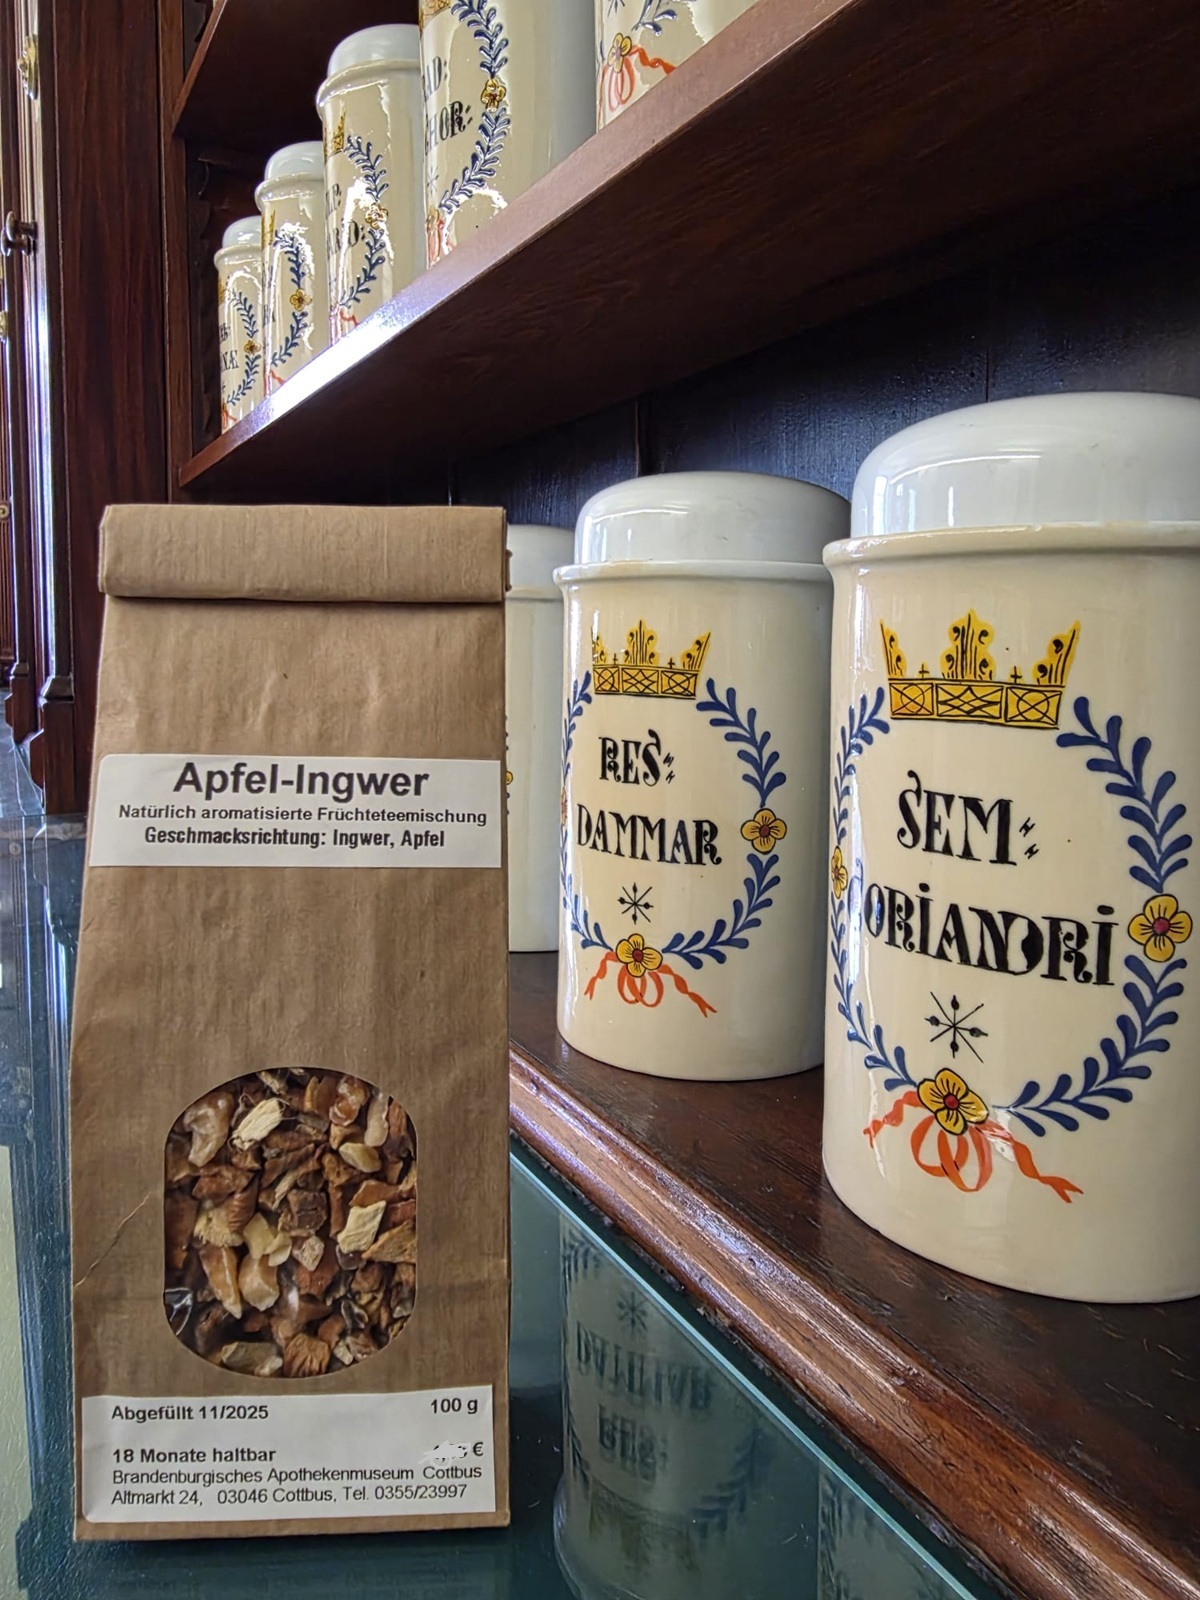 Apfel-Ingwer
Natürlich aromatisierte Früchteteemischung
Geschmacksrichtung: Ingwer, Apfel
Abgefüllt 11/2025 100 g
18 Monate haltbar €
Brandenburgisches Apothekenmuseum Cottbus
Altmarkt 24, 03046 Cottbus, Tel. 0355/23997
RES
DAMMAR
SEM
CORIANDRI